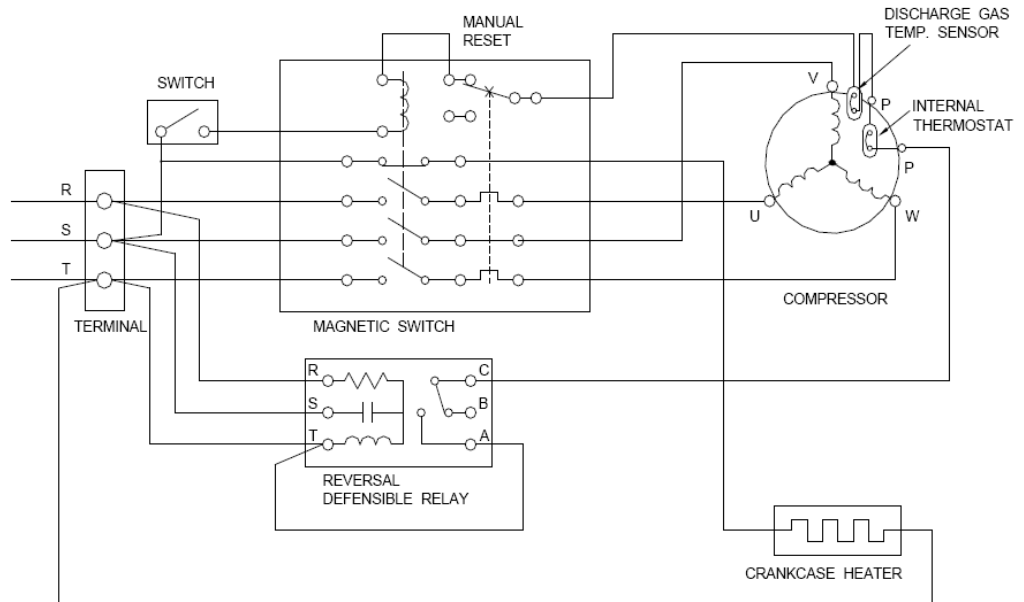 MANUAL
RESET
DISCHARGE GAS
TEMP. SENSOR
SWITCH
V
P
INTERNAL
THERMOSTAT
P
R
U
W
S
T
COMPRESSOR
TERMINAL
MAGNETIC SWITCH
R
C
S
B
T
A
REVERSAL
DEFENSIBLE RELAY
CRANKCASE HEATER